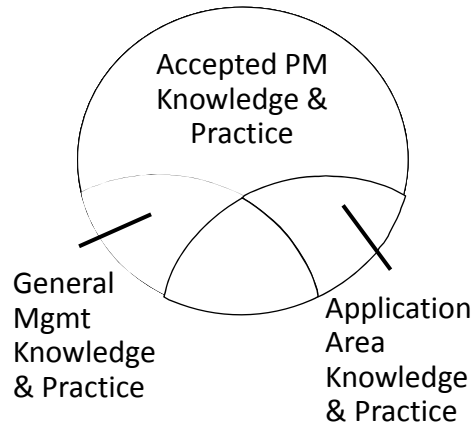 Accepted PM
Knowledge &
Practice
General
Mgmt
Knowledge
& Practice
Application
Area
Knowledge
& Practice